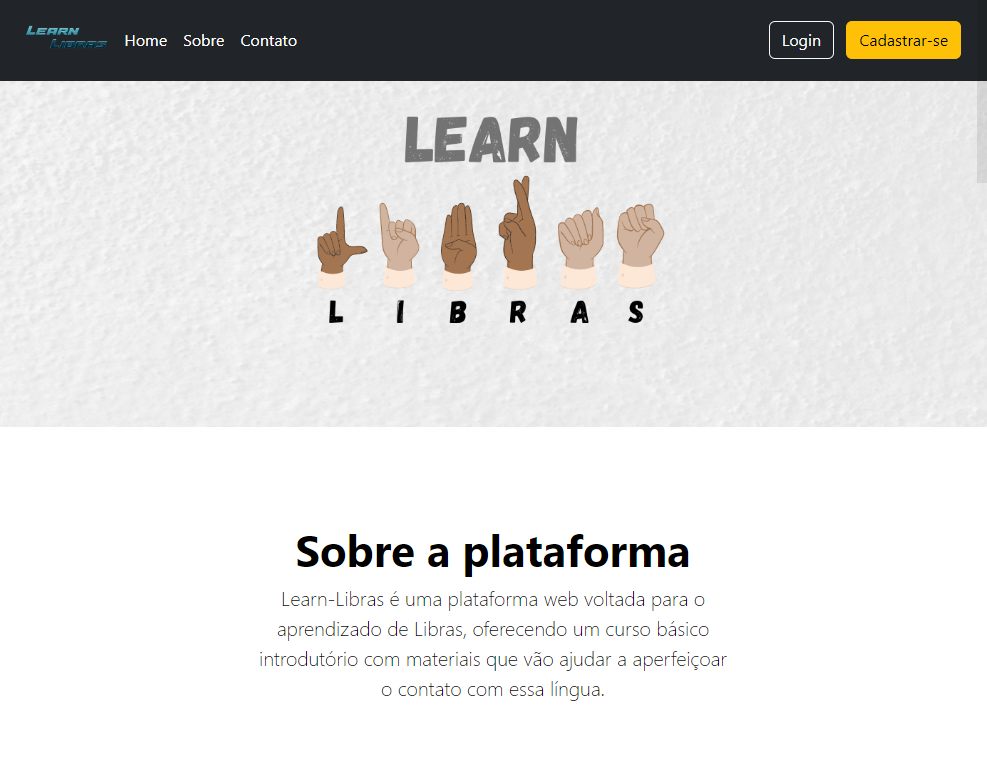 LEARN
LIBRAS
Home Sobre Contato
Login Cadastrar-se
LEARN
L I B R A S
Sobre a plataforma
Learn-Libras é uma plataforma web voltada para o
aprendizado de Libras, oferecendo um curso básico
introdutório com materiais que vão ajudar a aperfeiçoar
o contato com essa língua.